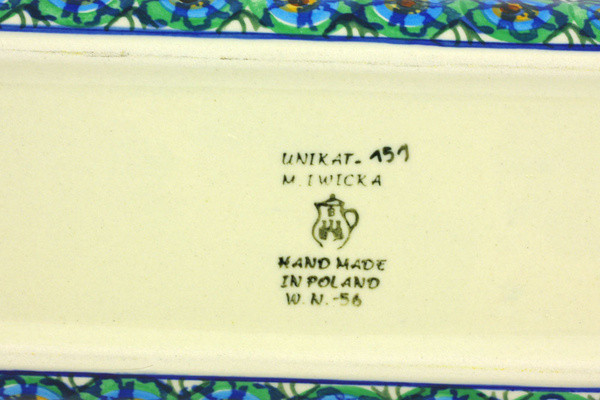 UNIKAT- 151
M. IWICKA
HAND MADE
IN POLAND
W.N.-56